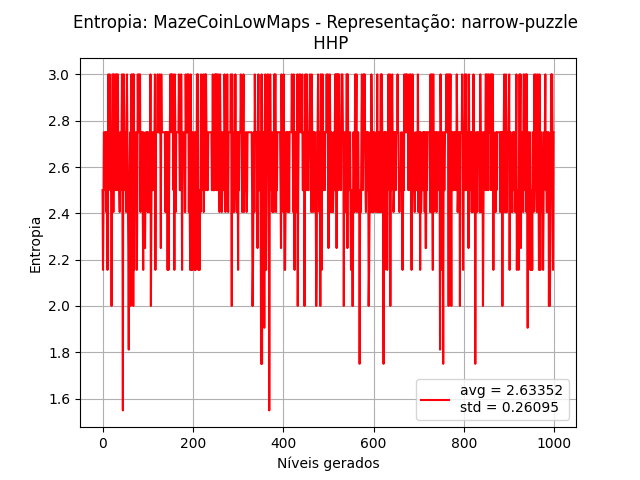 Entropia: MazeCoinLowMaps - Representação: narrow-puzzle
HHP
3.0
2.8
2.6
2.4
2.2
2.0
1.8
1.6
Entropia
avg = 2.63352
std = 0.26095
0
200
400
600
800
1000
Níveis gerados